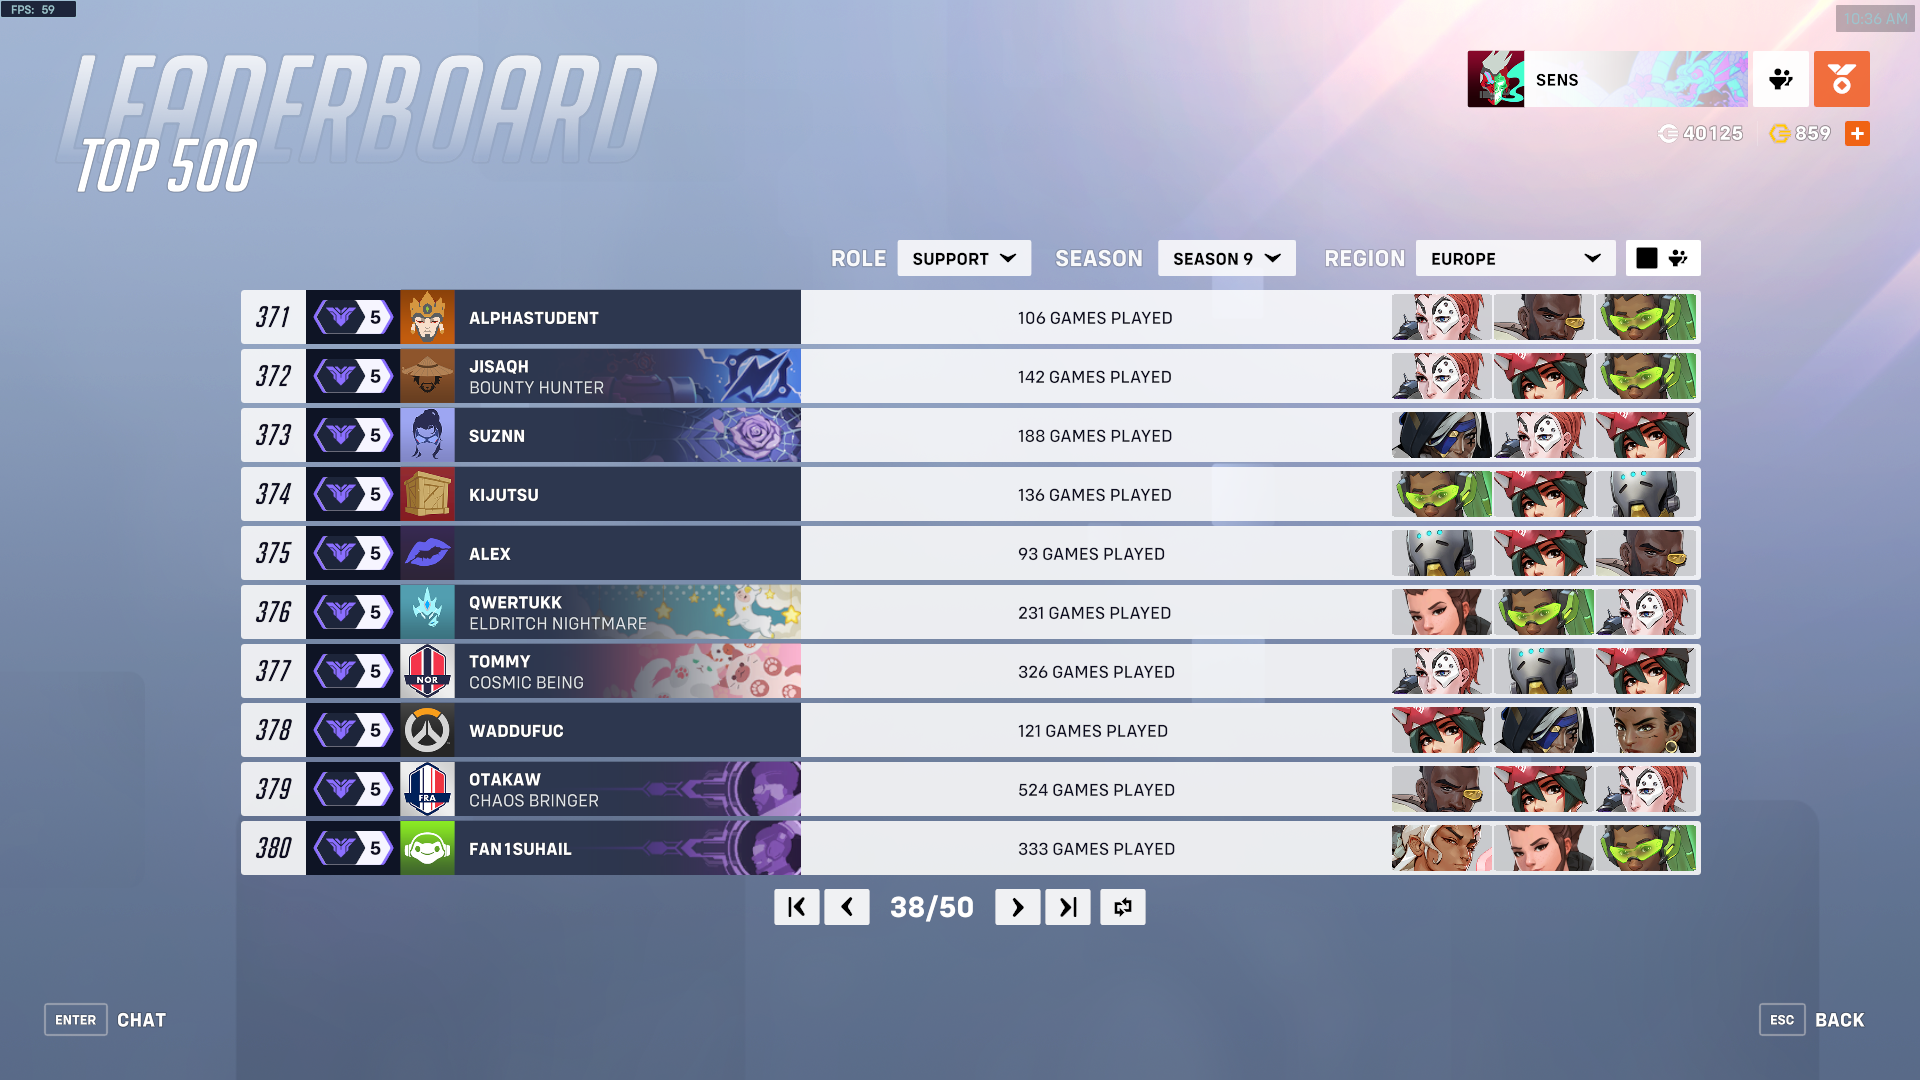 FPS: 59
10:36 AM
LEADERBOARD
TOP 500
SENS
40125 859
ROLE SUPPORT SEASON SEASON 9 REGION EUROPE
371 5 ALPHASTUDENT 106 GAMES PLAYED
372 5 JISAQH 142 GAMES PLAYED
BOUNTY HUNTER
373 5 SUZNN 188 GAMES PLAYED
374 5 KIJUTSU 136 GAMES PLAYED
375 5 ALEX 93 GAMES PLAYED
376 5 QWERTUKK 231 GAMES PLAYED
ELDRITCH NIGHTMARE
377 5 NOR TOMMY 326 GAMES PLAYED
COSMIC BEING
378 5 WADDUFUC 121 GAMES PLAYED
379 5 FRA OTAKAW 524 GAMES PLAYED
CHAOS BRINGER
380 5 FAN1SUHAIL 333 GAMES PLAYED
38/50
ENTER CHAT
ESC BACK